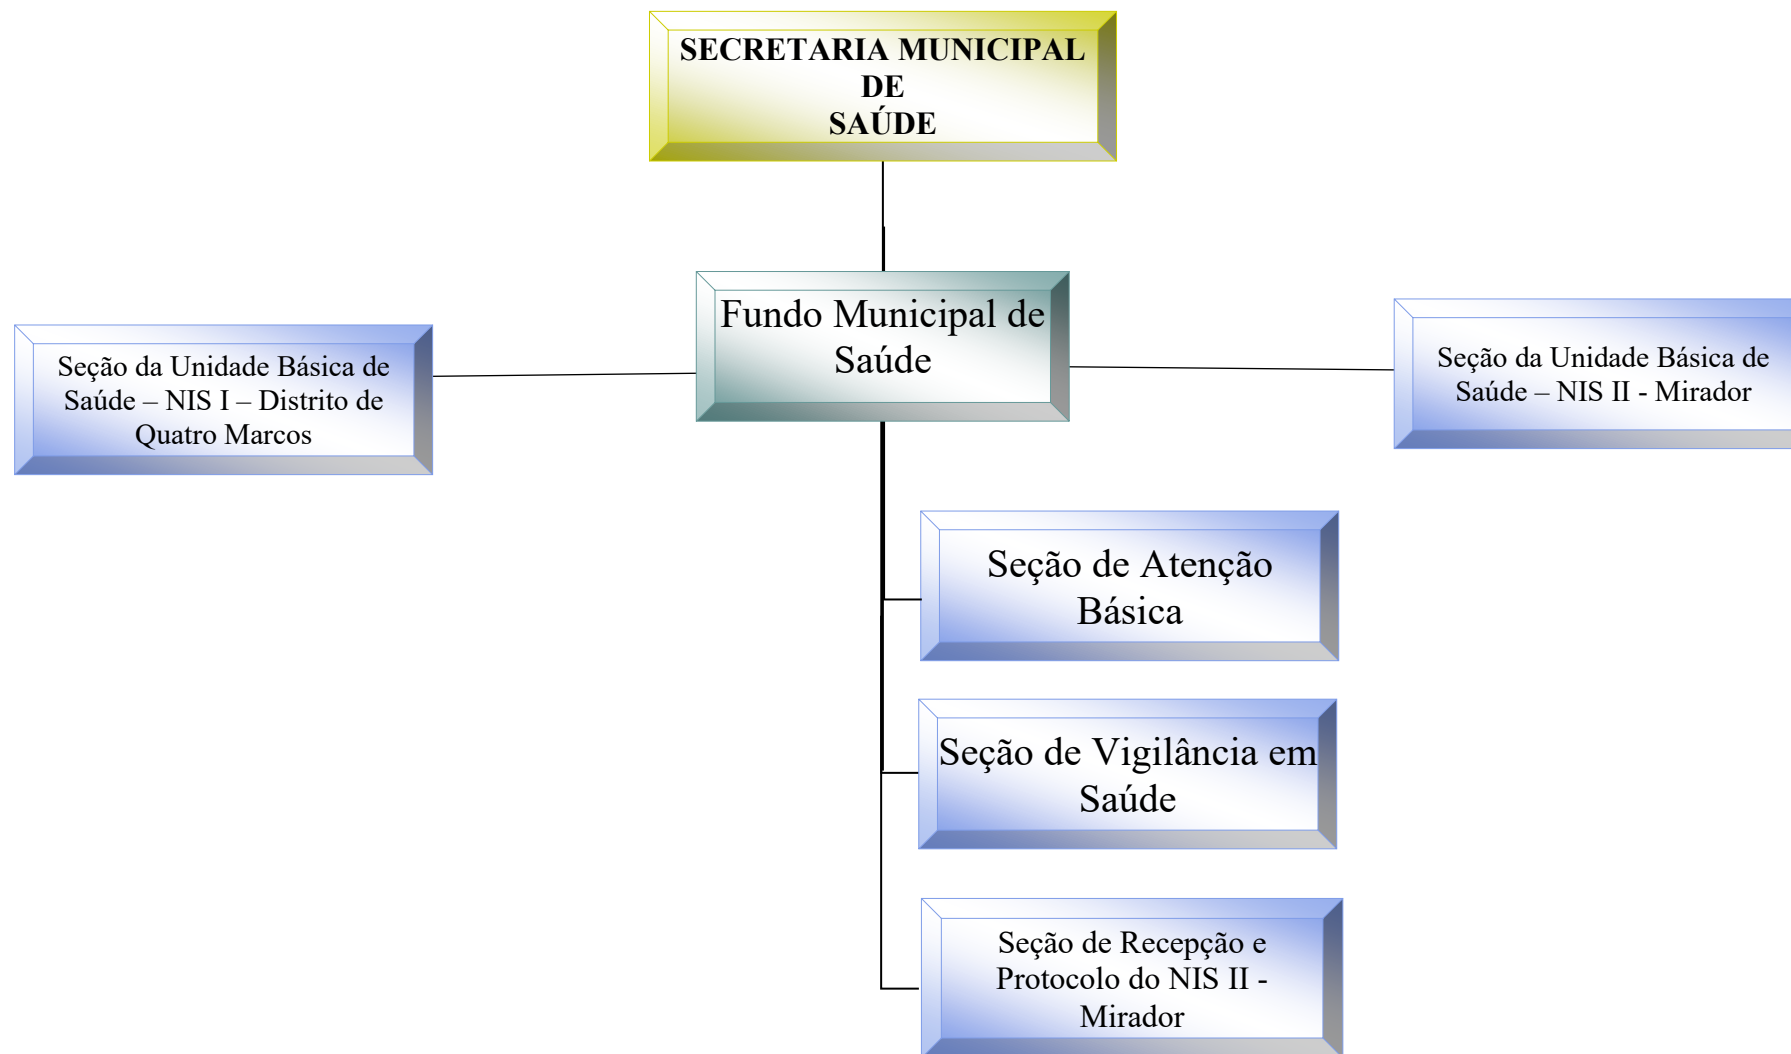 SECRETARIA MUNICIPAL
DE
SAÚDE
Fundo Municipal de
Saúde
Seção da Unidade Básica de
Saúde – NIS I – Distrito de
Quatro Marcos
Seção da Unidade Básica de
Saúde – NIS II - Mirador
Seção de Atenção
Básica
Seção de Vigilância em
Saúde
Seção de Recepção e
Protocolo do NIS II -
Mirador